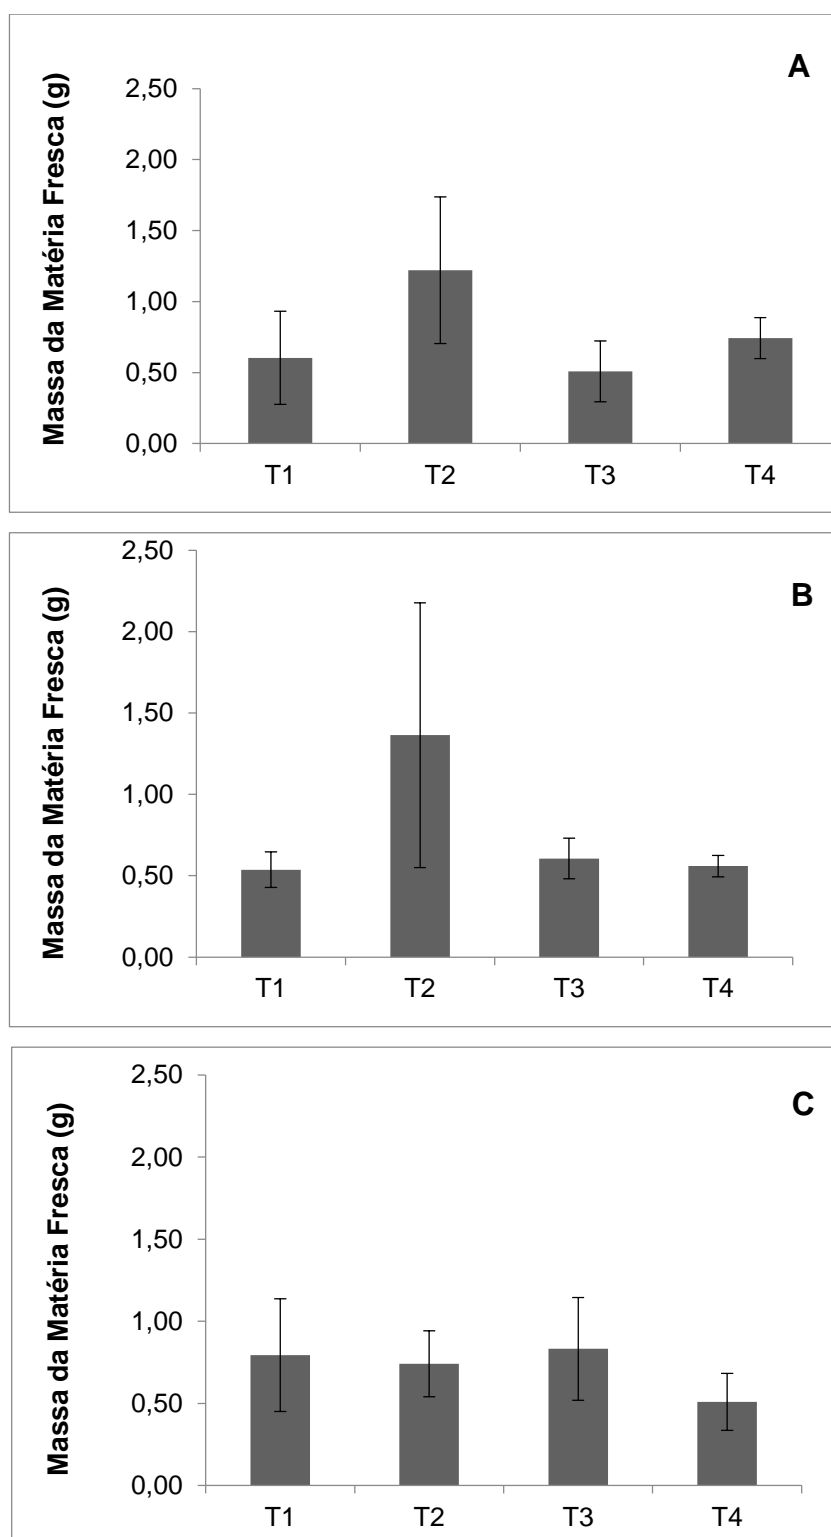 A
Massa da Matéria Fresca (g)
2,50
2,00
1,50
1,00
0,50
0,00
T1 T2 T3 T4
B
Massa da Matéria Fresca (g)
2,50
2,00
1,50
1,00
0,50
0,00
T1 T2 T3 T4
C
Massa da Matéria Fresca (g)
2,50
2,00
1,50
1,00
0,50
0,00
T1 T2 T3 T4